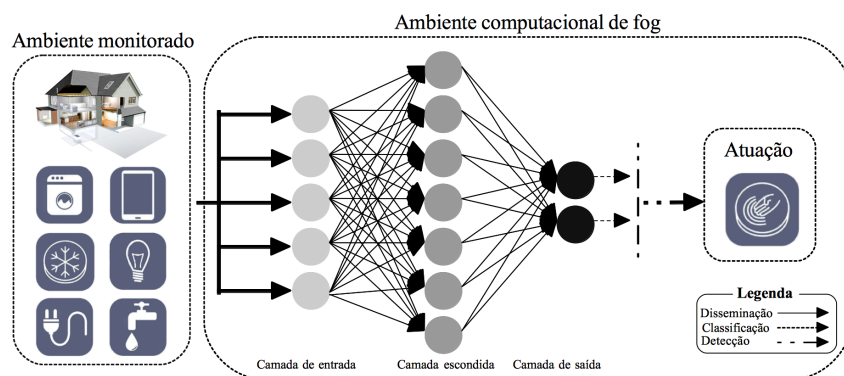 Ambiente monitorado
Ambiente computacional de fog
Atuação
Legenda
Disseminação
Classificação
Detecção
Camada de entrada
Camada escondida
Camada de saída